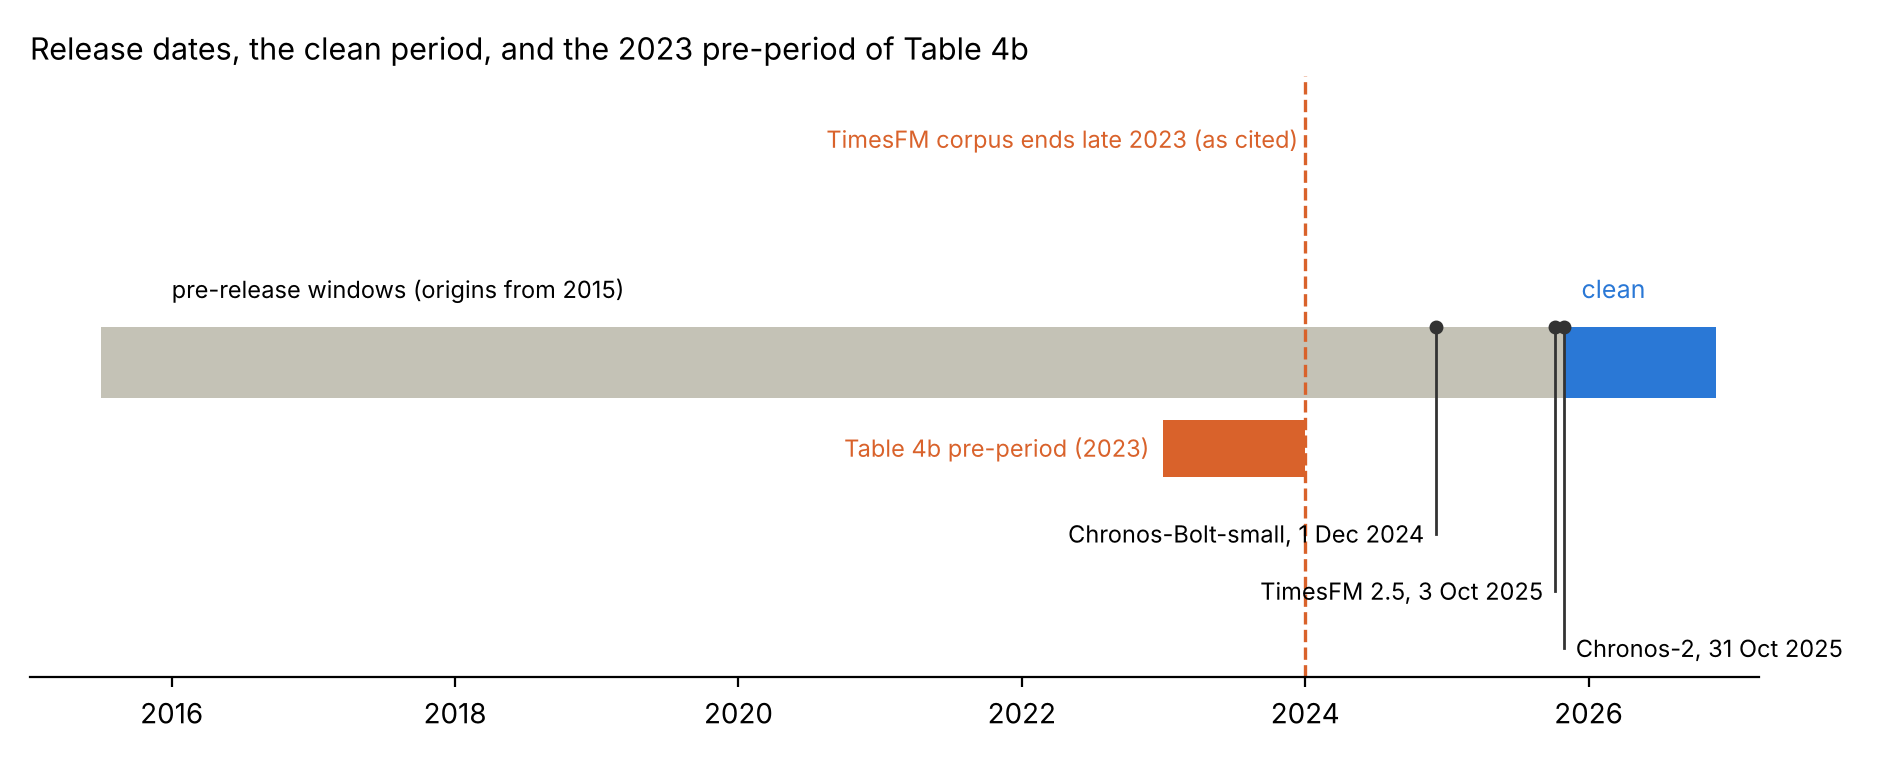 Release dates, the clean period, and the 2023 pre-period of Table 4b
TimesFM corpus ends late 2023 (as cited)
pre-release windows (origins from 2015)
clean
Table 4b pre-period (2023)
Chronos-Bolt-small, 1 Dec 2024
TimesFM 2.5, 3 Oct 2025
Chronos-2, 31 Oct 2025
2016 2018 2020 2022 2024 2026